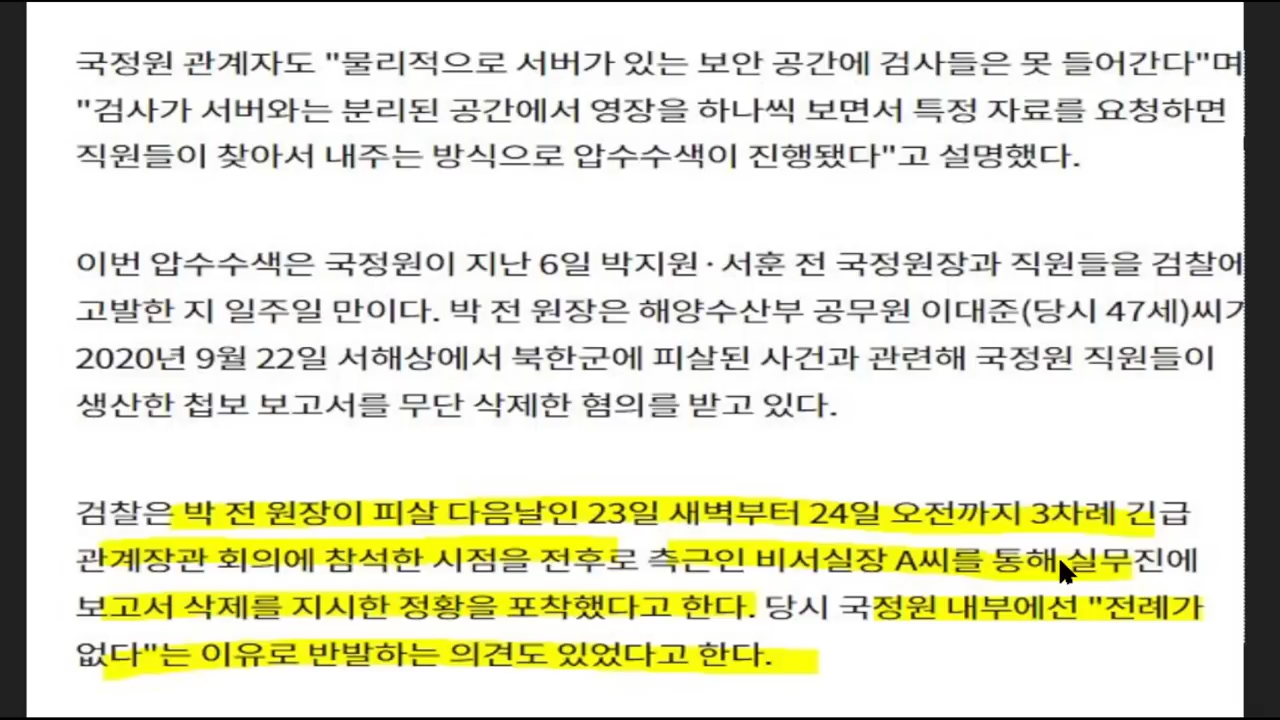 국정원 관계자도 "물리적으로 서버가 있는 보안 공간에 검사들은 못 들어간다"며
"검사가 서버와는 분리된 공간에서 영장을 하나씩 보면서 특정 자료를 요청하면
직원들이 찾아서 내주는 방식으로 압수수색이 진행됐다"고 설명했다.
이번 압수수색은 국정원이 지난 6일 박지원·서훈 전 국정원장과 직원들을 검찰에
고발한 지 일주일 만이다. 박 전 원장은 해양수산부 공무원 이대준(당시 47세)씨가
2020년 9월 22일 서해상에서 북한군에 피살된 사건과 관련해 국정원 직원들이
생산한 첩보 보고서를 무단 삭제한 혐의를 받고 있다.
검찰은 박 전 원장이 피살 다음날인 23일 새벽부터 24일 오전까지 3차례 긴급
관계장관 회의에 참석한 시점을 전후로 측근인 비서실장 A씨를 통해 실무진에
보고서 삭제를 지시한 정황을 포착했다고 한다. 당시 국정원 내부에선 "전례가
없다"는 이유로 반발하는 의견도 있었다고 한다.